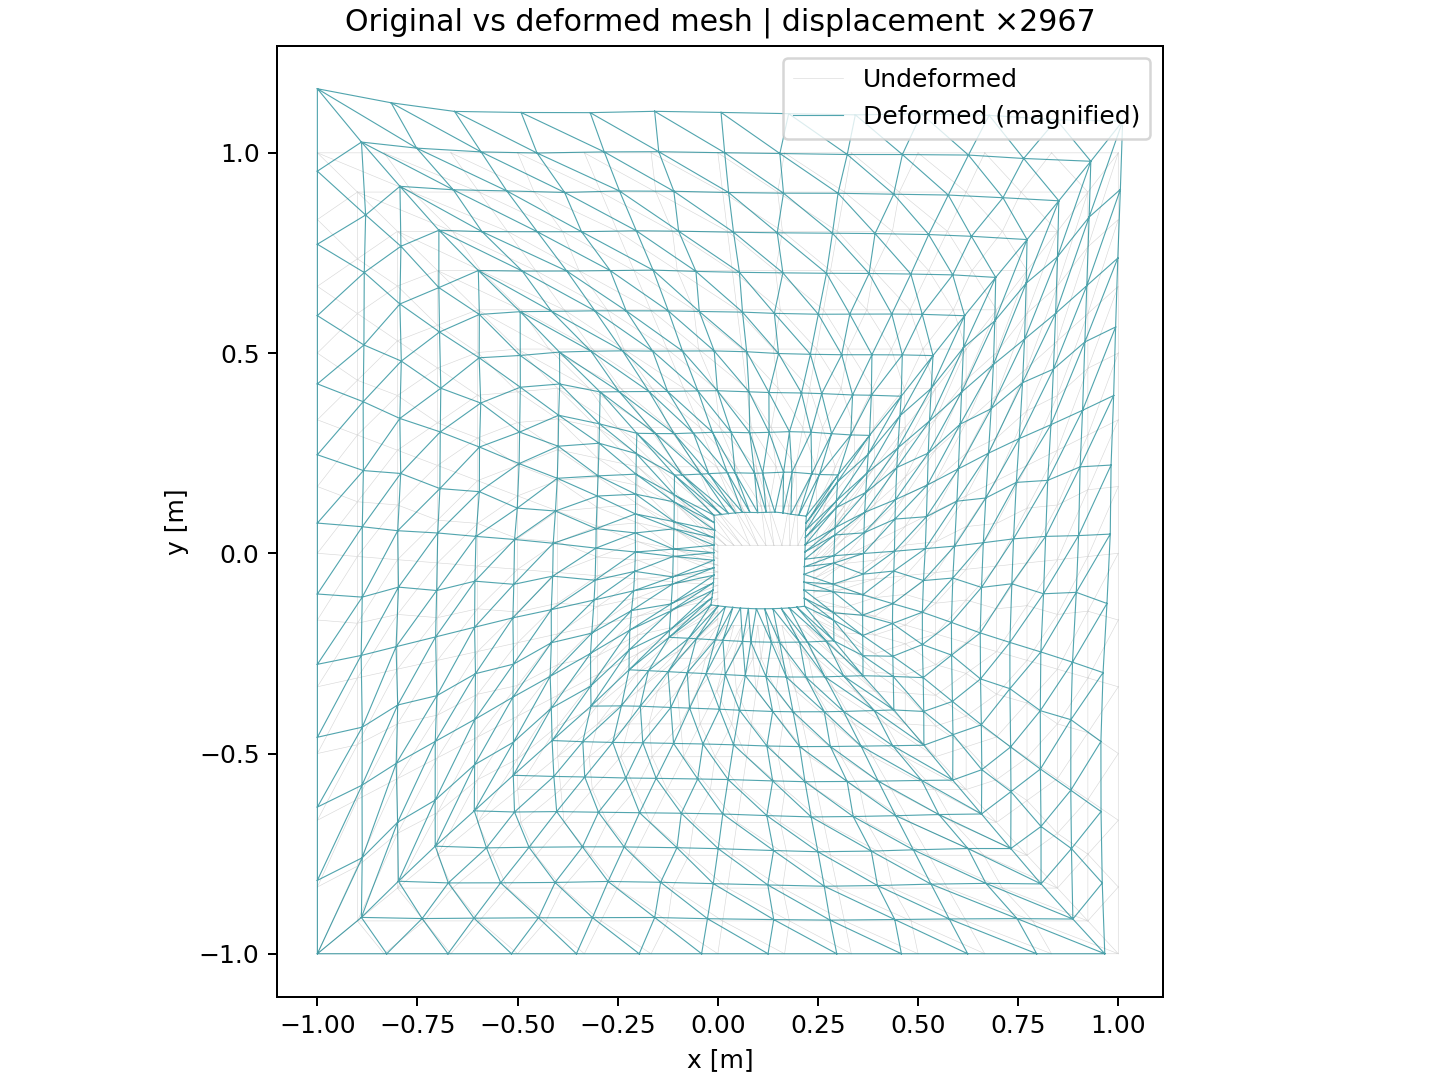 Original vs deformed mesh | displacement ×2967
Undeformed
Deformed (magnified)
1.0
0.5
0.0
−0.5
−1.0
y [m]
−1.00 −0.75 −0.50 −0.25 0.00 0.25 0.50 0.75 1.00
x [m]